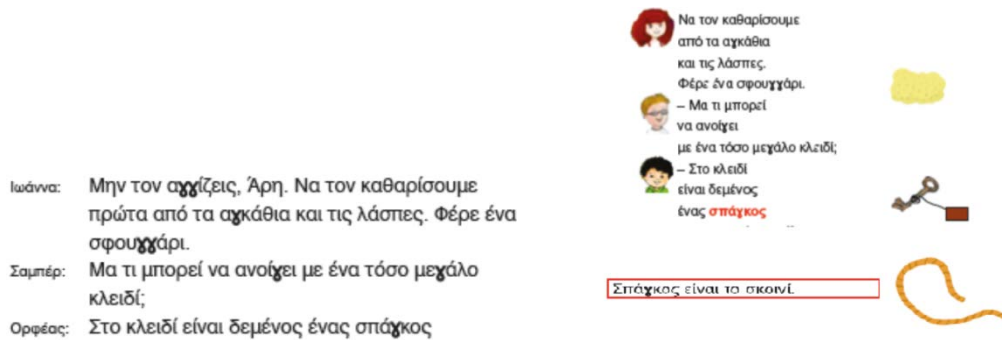 Ιωάννα: Μην τον αγγίζεις, Άρη. Να τον καθαρίσουμε
πρώτα από τα αγκάθια και τις λάσπες. Φέρε ένα
σφουγγάρι.
Σαμπέρ: Μα τι μπορεί να ανοίγει με ένα τόσο μεγάλο
κλειδί;
Ορφέας: Στο κλειδί είναι δεμένος ένας σπάγκος
Να τον καθαρίσουμε
από τα αγκάθια
και τις λάσπες.
Φέρε ένα σφουγγάρι.
– Μα τι μπορεί
να ανοίγει
με ένα τόσο μεγάλο κλειδί;
– Στο κλειδί
είναι δεμένος
ένας σπάγκος
Σπάγκος είναι το σκοινί.